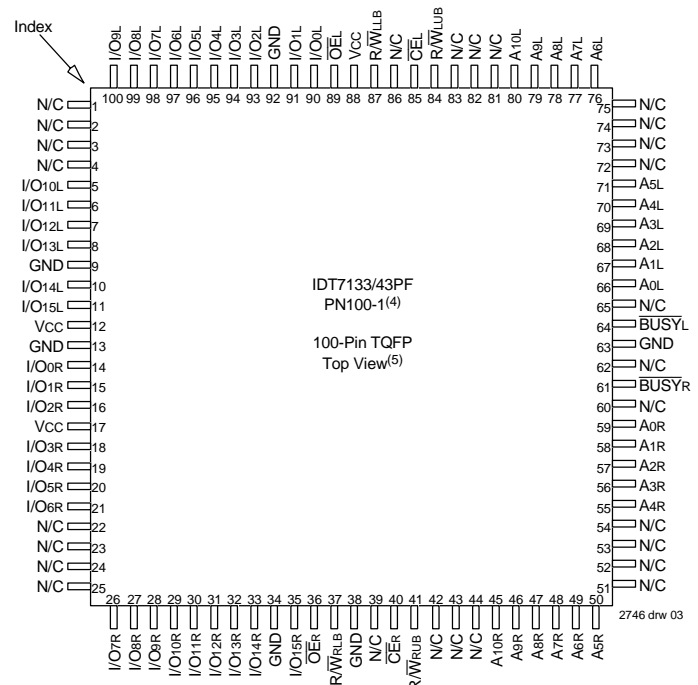 Index
I/O9L
I/O8L
I/O7L
I/O6L
I/O5L
I/O4L
I/O3L
I/O2L
GND
I/O1L
I/O0L
OEL
VCC
R/WLLB
N/C
CEL
R/WLUB
N/C
N/C
N/C
A10L
A9L
A8L
A7L
A6L
100 99 98 97 96 95 94 93 92 91 90 89 88 87 86 85 84 83 82 81 80 79 78 77 76
N/C 1
N/C 2
N/C 3
N/C 4
I/O10L 5
I/O11L 6
I/O12L 7
I/O13L 8
GND 9
I/O14L 10
I/O15L 11
VCC 12
GND 13
I/O0R 14
I/O1R 15
I/O2R 16
VCC 17
I/O3R 18
I/O4R 19
I/O5R 20
I/O6R 21
N/C 22
N/C 23
N/C 24
N/C 25
IDT7133/43PF
PN100-1(4)
100-Pin TQFP
Top View(5)
75 N/C
74 N/C
73 N/C
72 N/C
71 A5L
70 A4L
69 A3L
68 A2L
67 A1L
66 A0L
65 N/C
64 BUSYL
63 GND
62 N/C
61 BUSYR
60 N/C
59 A0R
58 A1R
57 A2R
56 A3R
55 A4R
54 N/C
53 N/C
52 N/C
51 N/C
26 27 28 29 30 31 32 33 34 35 36 37 38 39 40 41 42 43 44 45 46 47 48 49 50
2746 drw 03
I/O7R
I/O8R
I/O9R
I/O10R
I/O11R
I/O12R
I/O13R
I/O14R
GND
I/O15R
OER
R/WRLB
GND
N/C
CER
R/WRUB
N/C
N/C
N/C
A10R
A9R
A8R
A7R
A6R
A5R